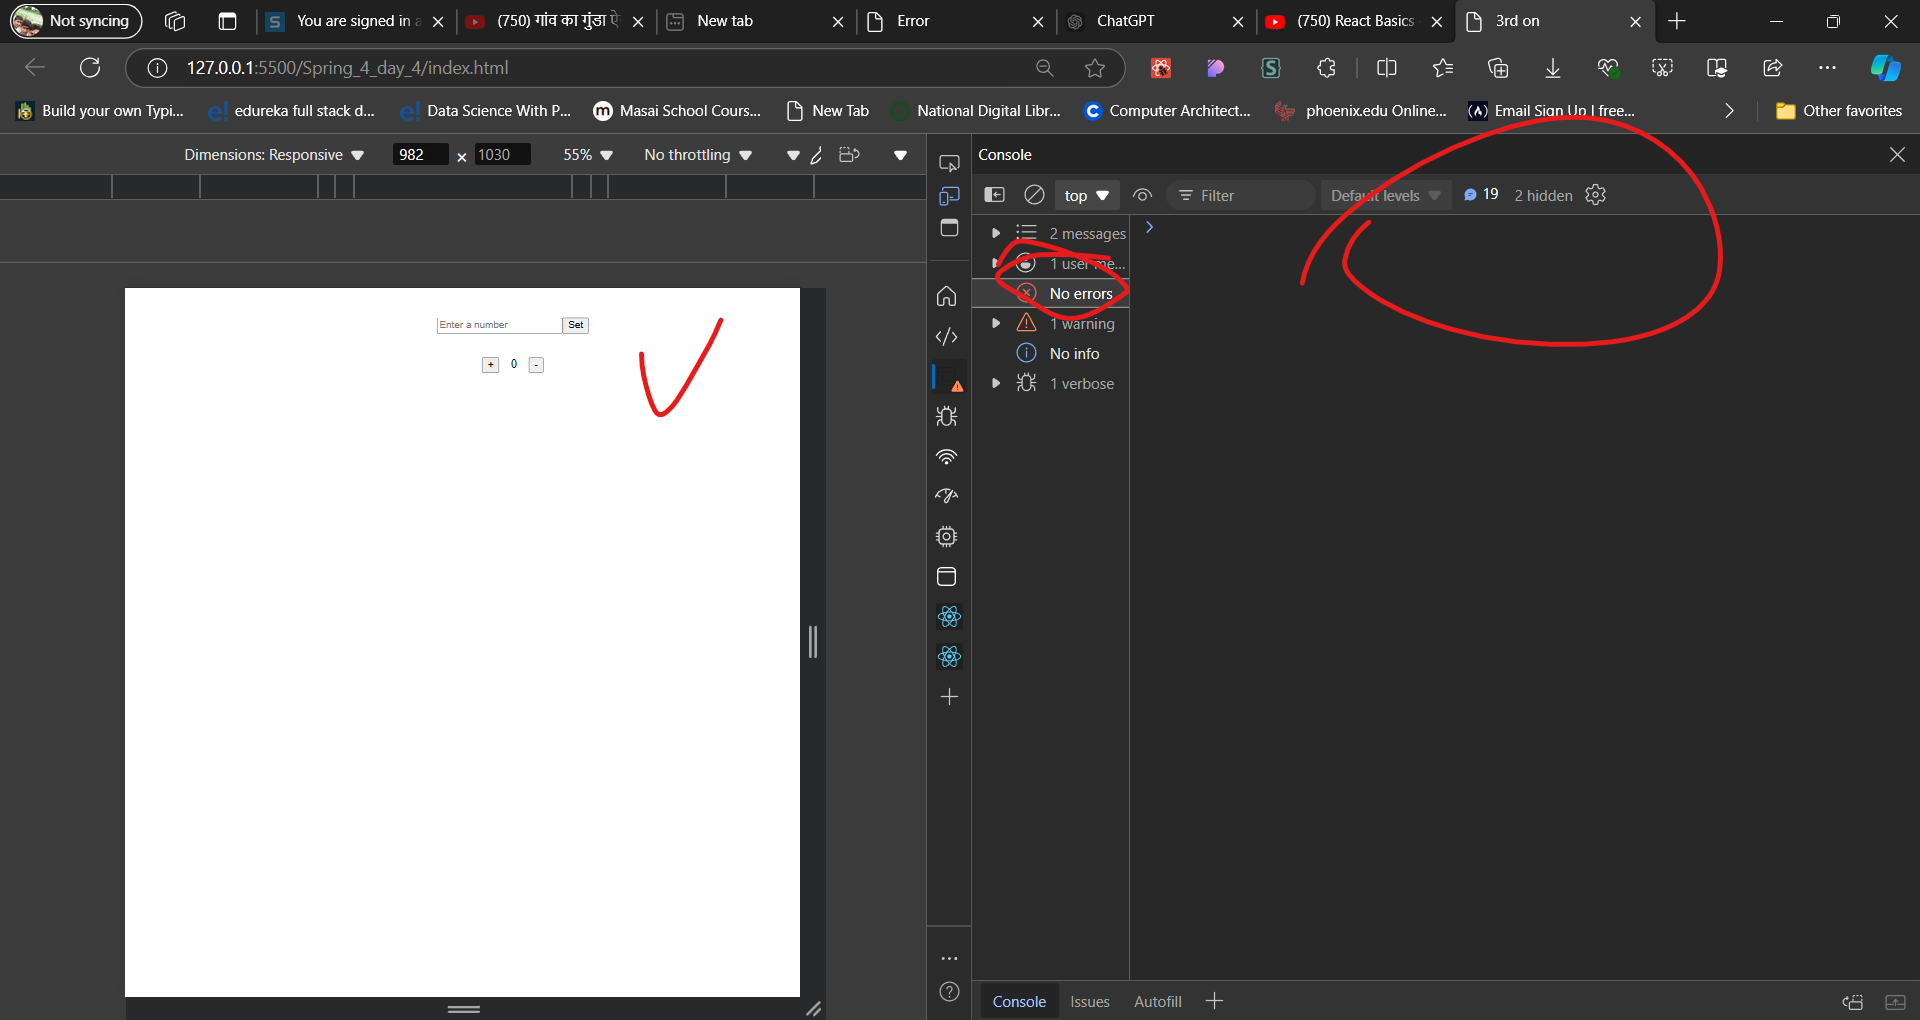 Not syncing
You are signed in a
(750) गांव का गुंडा ऐ
New tab
Error
ChatGPT
(750) React Basics
3rd on
127.0.0.1:5500/Spring_4_day_4/index.html
Build your own Typi...
edureka full stack d...
Data Science With P...
Masai School Cours...
New Tab
National Digital Libr...
Computer Architect...
phoenix.edu Online...
Email Sign Up | free...
Other favorites
Dimensions: Responsive
982 x 1030
55%
No throttling
Console
top
Filter
Default levels
19
2 hidden
2 messages
1 user me...
No errors
1 warning
No info
1 verbose
Enter a number
Set
+ 0 -
Console
Issues
Autofill